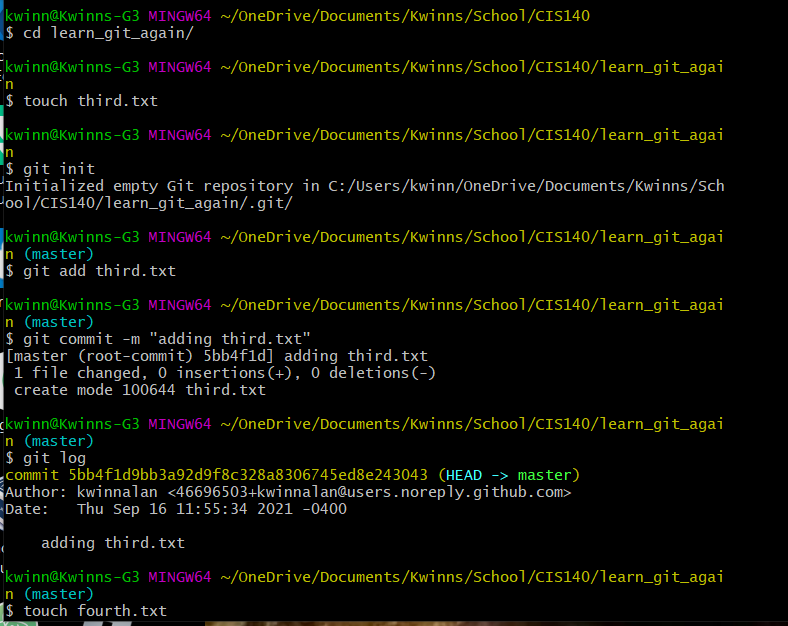 kwinn@Kwinns-G3 MINGW64 ~/OneDrive/Documents/Kwinns/School/CIS140
$ cd learn_git_again/
kwinn@Kwinns-G3 MINGW64 ~/OneDrive/Documents/Kwinns/School/CIS140/learn_git_agai
n
$ touch third.txt
kwinn@Kwinns-G3 MINGW64 ~/OneDrive/Documents/Kwinns/School/CIS140/learn_git_agai
n
$ git init
Initialized empty Git repository in C:/Users/kwinn/OneDrive/Documents/Kwinns/Sch
ool/CIS140/learn_git_again/.git/
kwinn@Kwinns-G3 MINGW64 ~/OneDrive/Documents/Kwinns/School/CIS140/learn_git_agai
n (master)
$ git add third.txt
kwinn@Kwinns-G3 MINGW64 ~/OneDrive/Documents/Kwinns/School/CIS140/learn_git_agai
n (master)
$ git commit -m "adding third.txt"
[master (root-commit) 5bb4f1d] adding third.txt
 1 file changed, 0 insertions(+), 0 deletions(-)
 create mode 100644 third.txt
kwinn@Kwinns-G3 MINGW64 ~/OneDrive/Documents/Kwinns/School/CIS140/learn_git_agai
n (master)
$ git log
commit 5bb4f1d9bb3a92d9f8c328a8306745ed8e243043 (HEAD -> master)
Author: kwinnalan <46696503+kwinnalan@users.noreply.github.com>
Date:   Thu Sep 16 11:55:34 2021 -0400
    adding third.txt
kwinn@Kwinns-G3 MINGW64 ~/OneDrive/Documents/Kwinns/School/CIS140/learn_git_agai
n (master)
$ touch fourth.txt